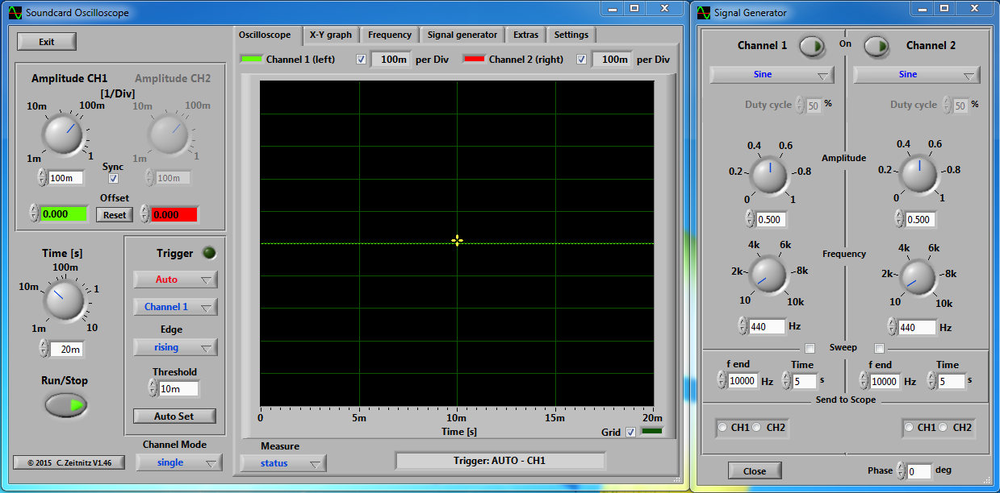 Soundcard Oscilloscope
Exit
Amplitude CH1 Amplitude CH2
[1/Div]
10m 100m 10m 100m
1m 1 1m 1
Sync
100m 100m
Offset
0.000 Reset 0.000
Time [s]
100m
10m 1
1m 10
20m
Run/Stop
© 2015 C. Zeitnitz V1.46
Trigger
Auto
Channel 1
Edge
rising
Threshold
10m
Auto Set
Channel Mode
single
Oscilloscope X-Y graph Frequency Signal generator Extras Settings
Channel 1 (left) 100m per Div Channel 2 (right) 100m per Div
0 5m 10m 15m 20m
Time [s]
Grid
Measure
status
Trigger: AUTO - CH1
Signal Generator
Channel 1 On Channel 2
Sine Sine
Duty cycle 50 % Duty cycle 50 %
Amplitude
0.4 0.6 0.4 0.6
0.2 0.8 0.2 0.8
0 1 0 1
0.500 0.500
Frequency
4k 6k 4k 6k
2k 8k 2k 8k
10 10k 10 10k
440 Hz 440 Hz
Sweep
f end Time f end Time
10000 Hz 5 s 10000 Hz 5 s
Send to Scope
CH1 CH2 CH1 CH2
Close Phase 0 deg